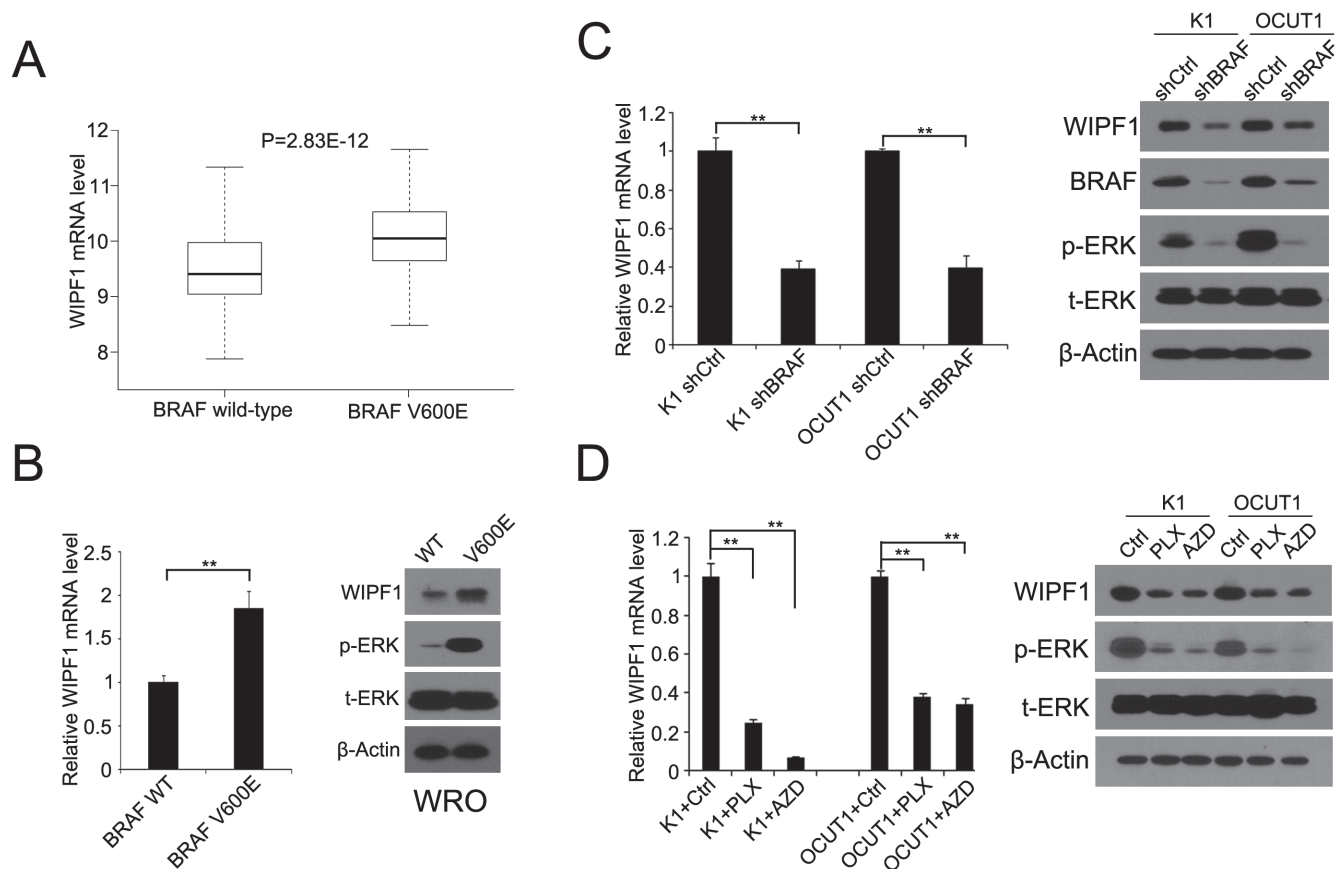 A
WIPF1 mRNA level
12
11
10
9
8
P=2.83E-12
BRAF wild-type
BRAF V600E
B
Relative WIPF1 mRNA level
2.5
2
1.5
1
0.5
0
**
BRAF WT
BRAF V600E
WT
V600E
WIPF1
p-ERK
t-ERK
β-Actin
WRO
C
Relative WIPF1 mRNA level
1.2
1
0.8
0.6
0.4
0.2
0
**
**
K1 shCtrl
K1 shBRAF
OCUT1 shCtrl
OCUT1 shBRAF
K1 OCUT1
shCtrl shBRAF shCtrl shBRAF
WIPF1
BRAF
p-ERK
t-ERK
β-Actin
D
Relative WIPF1 mRNA level
1.2
1
0.8
0.6
0.4
0.2
0
**
**
**
**
K1+Ctrl
K1+PLX
K1+AZD
OCUT1+Ctrl
OCUT1+PLX
OCUT1+AZD
K1 OCUT1
Ctrl PLX AZD Ctrl PLX AZD
WIPF1
p-ERK
t-ERK
β-Actin